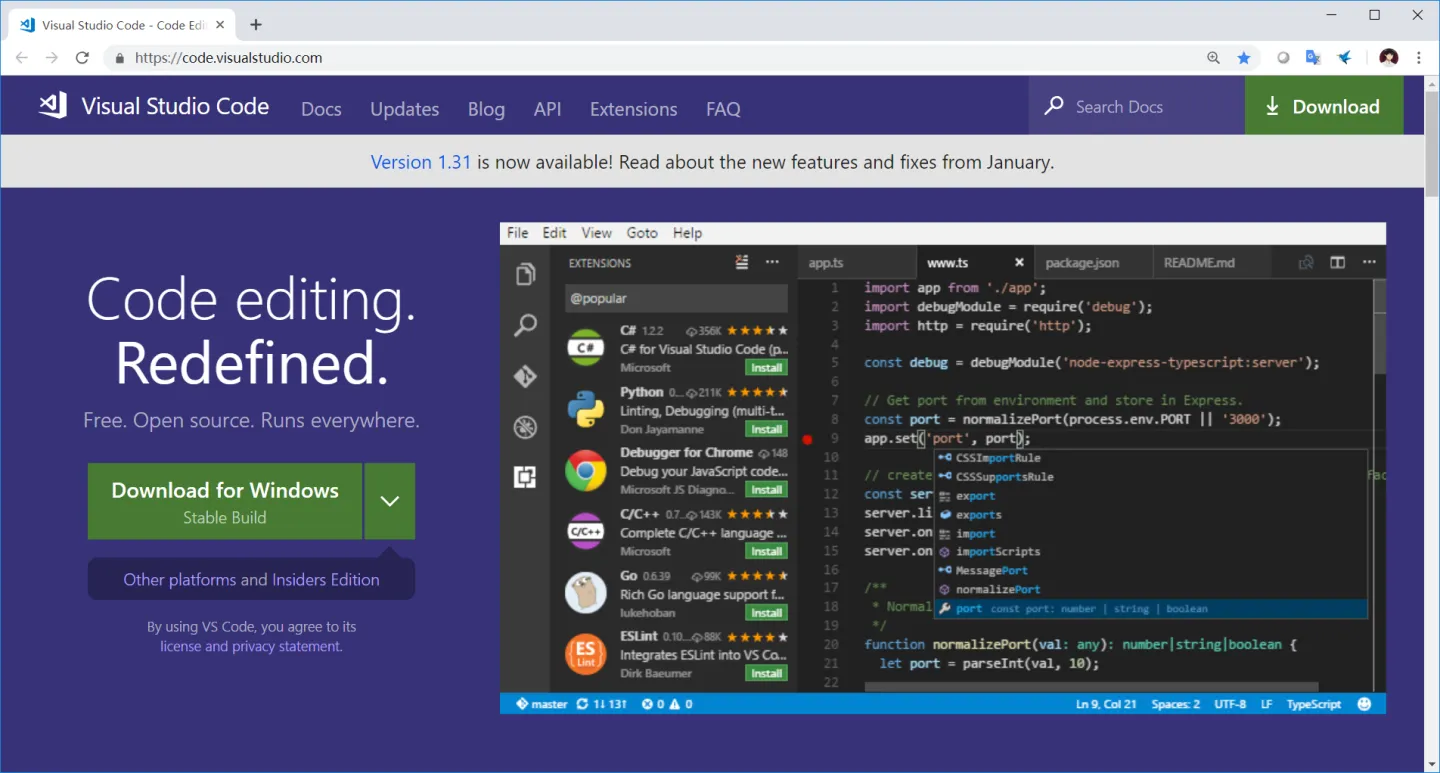 Visual Studio Code - Code Edi
https://code.visualstudio.com
Visual Studio Code
Docs
Updates
Blog
API
Extensions
FAQ
Search Docs
Download
Version 1.31 is now available! Read about the new features and fixes from January.
Code editing.
Redefined.
Free. Open source. Runs everywhere.
Download for Windows
Stable Build
Other platforms and Insiders Edition
By using VS Code, you agree to its
license and privacy statement.
File Edit View Goto Help
EXTENSIONS
@popular
C# 1.2.2 356K
C#
C# for Visual Studio Code (p...
Microsoft
Install
Python 0... 211K
Linting, Debugging (multi-t...
Don Jayamanne
Install
Debugger for Chrome 148
Debug your JavaScript code...
Microsoft JS Diagno...
Install
C/C++ 0.7... 143K
C/C++
Complete C/C++ language ...
Microsoft
Install
Go 0.6.39 99K
Rich Go language support f...
lukehoban
Install
ESLint 0.10... 88K
ES
Lint
Integrates ESLint into VS Co...
Dirk Baeumer
Install
app.ts
www.ts
package.json
README.md
1 import app from './app';
2 import debugModule = require('debug');
3 import http = require('http');
4
5 const debug = debugModule('node-express-typescript:server');
6
7 // Get port from environment and store in Express.
8 const port = normalizePort(process.env.PORT || '3000');
9 app.set('port', port);
10
11 // create
12 const ser
13 server.li
14 server.on
15 server.on
16
17 /**
18 * Normal
19 */
20 function normalizePort(val: any): number|string|boolean {
21 let port = parseInt(val, 10);
22
CSSImportRule
CSSSupportsRule
export
exports
import
importScripts
MessagePort
normalizePort
port const port: number | string | boolean
master 1↓ 13↑ 0 0
Ln 9, Col 21 Spaces: 2 UTF-8 LF TypeScript